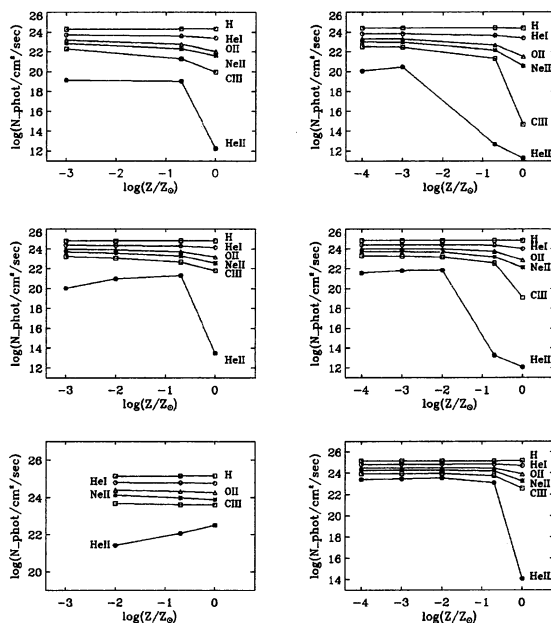 log(N_phot/cm²/sec)
26
24
22
20
18
16
14
12
H
HeI
OII
NeII
CIII
HeII
-3 -2 -1 0
log(Z/Z⊙)
log(N_phot/cm²/sec)
26
24
22
20
18
16
14
12
H
HeI
OII
NeII
CIII
HeII
-4 -3 -2 -1 0
log(Z/Z⊙)
log(N_phot/cm²/sec)
26
24
22
20
18
16
14
12
H
HeI
OII
NeII
CIII
HeII
-3 -2 -1 0
log(Z/Z⊙)
log(N_phot/cm²/sec)
26
24
22
20
18
16
14
12
H
HeI
OII
NeII
CIII
HeII
-4 -3 -2 -1 0
log(Z/Z⊙)
log(N_phot/cm²/sec)
26
24
22
20
HeI
NeII
HeII
H
OII
CIII
-3 -2 -1 0
log(Z/Z⊙)
log(N_phot/cm²/sec)
26
24
22
20
18
16
14
H
HeI
OII
NeII
CIII
HeII
-4 -3 -2 -1 0
log(Z/Z⊙)